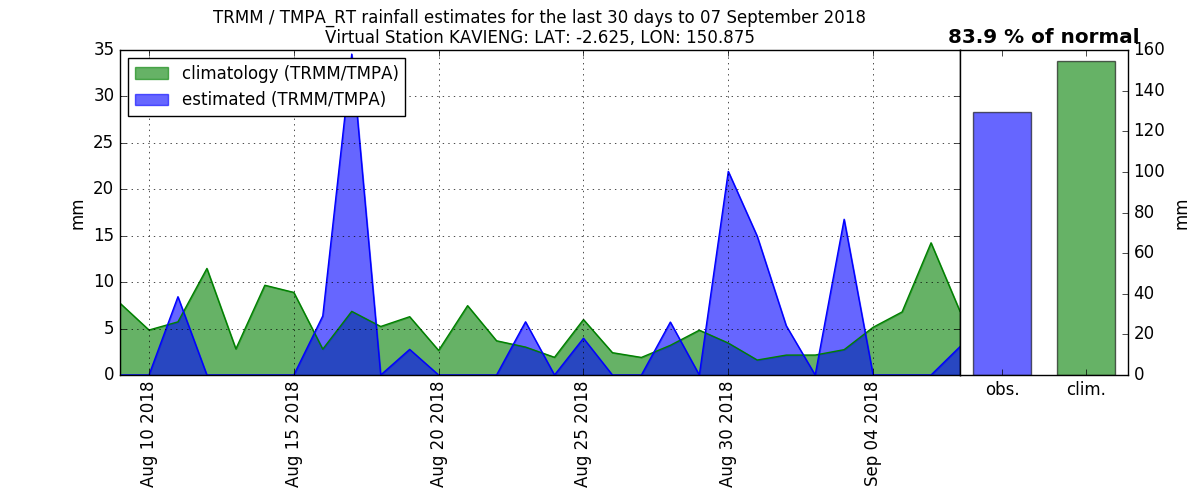 TRMM / TMPA_RT rainfall estimates for the last 30 days to 07 September 2018
Virtual Station KAVIENG: LAT: -2.625, LON: 150.875
83.9 % of normal
climatology (TRMM/TMPA)
estimated (TRMM/TMPA)
35
30
25
20
15
10
5
0
mm
Aug 10 2018
Aug 15 2018
Aug 20 2018
Aug 25 2018
Aug 30 2018
Sep 04 2018
160
140
120
100
80
60
40
20
0
mm
obs.
clim.